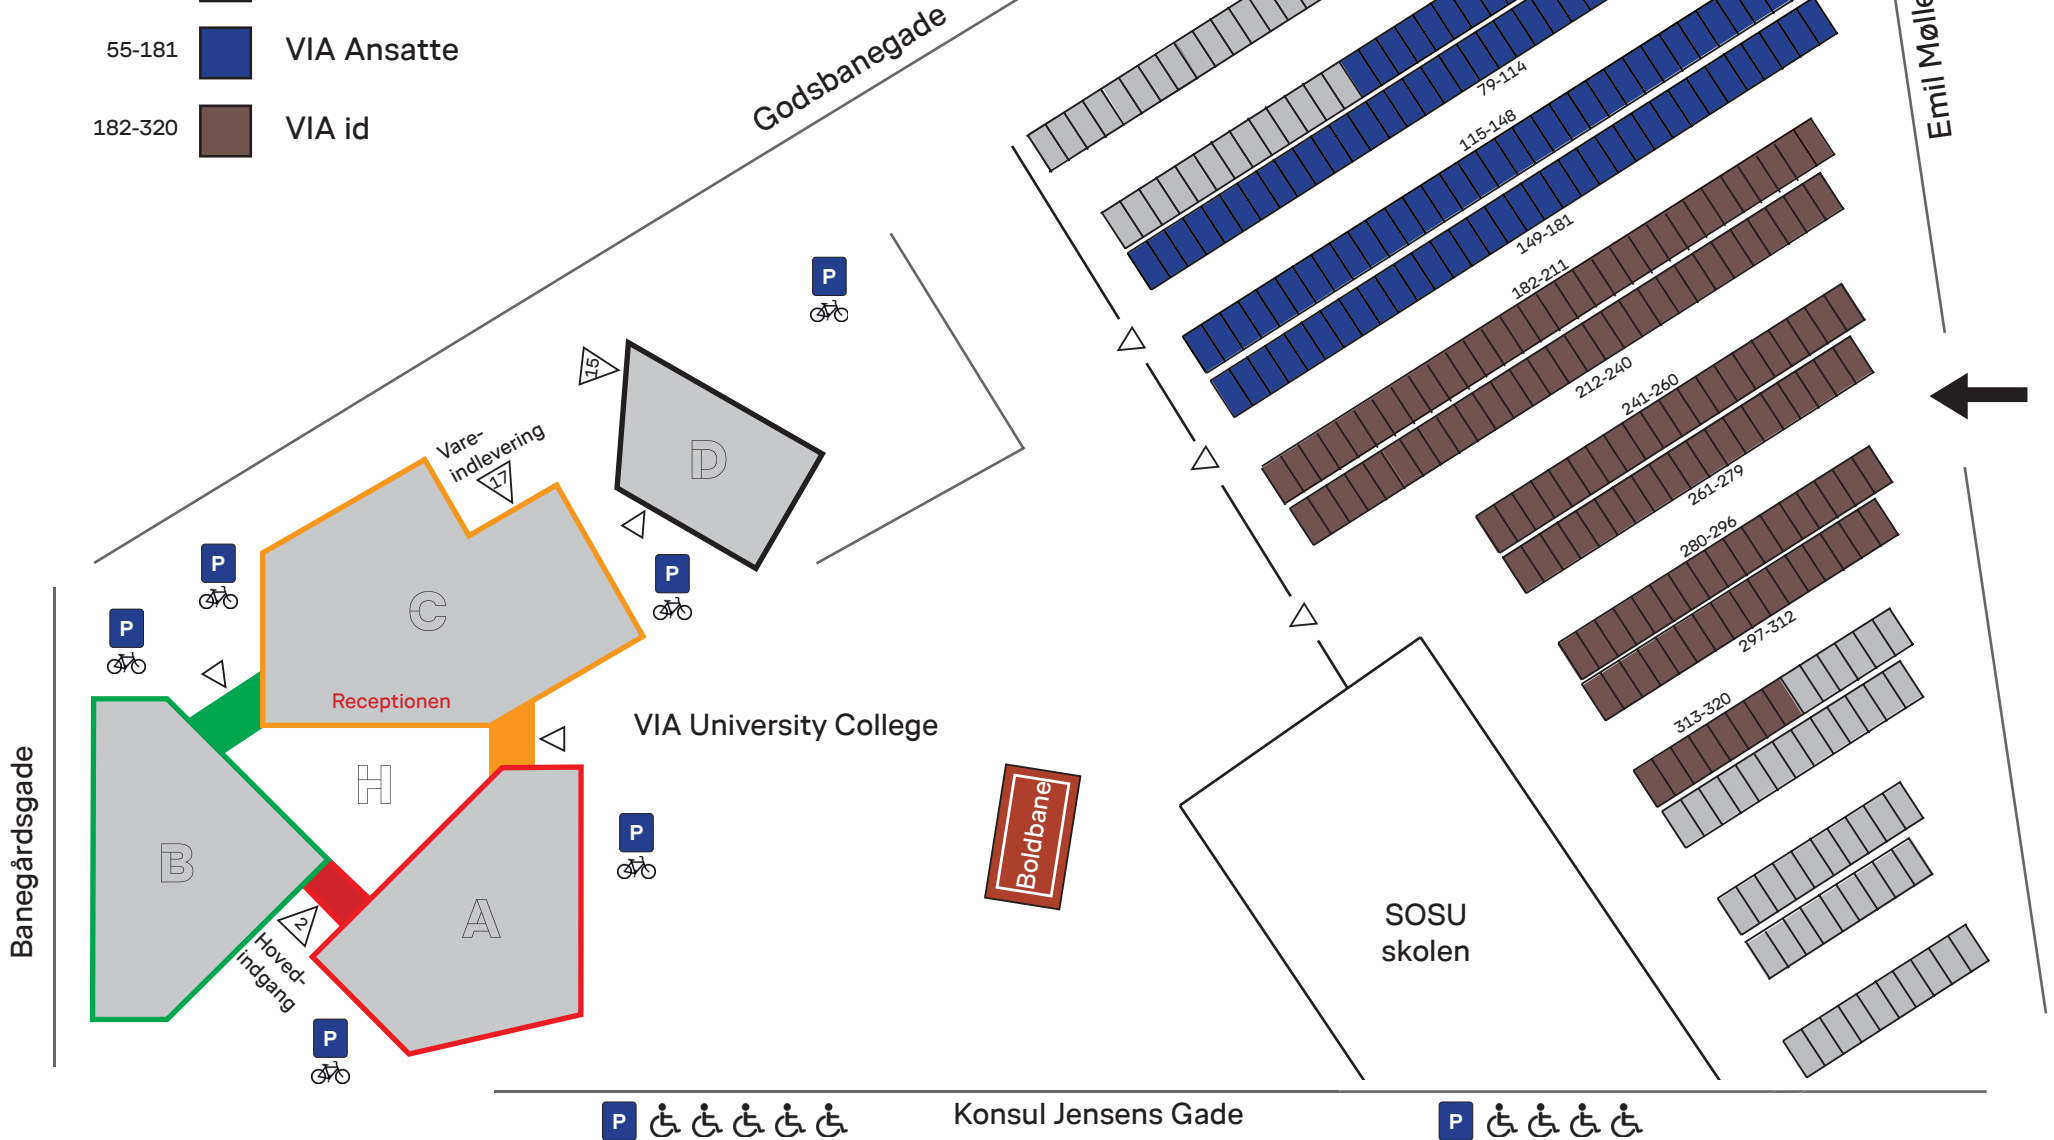 55-181
VIA Ansatte
182-320
VIA id
Godsbanegade
79-114
115-148
149-181
182-211
212-240
241-260
261-279
280-296
297-312
313-320
P
15
Vare-
indlevering
17
D
P
P
P
C
Receptionen
VIA University College
H
B
A
P
2
Hoved-
indgang
P
Banegårdsgade
Boldbane
SOSU
skolen
P
Konsul Jensens Gade
P